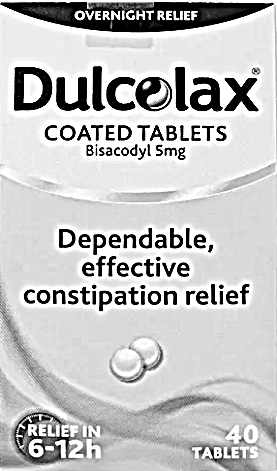 OVERNIGHT RELIEF
Dulcolax®
COATED TABLETS
Bisacodyl 5mg
Dependable,
effective
constipation relief
RELIEF IN
6-12h
40
TABLETS